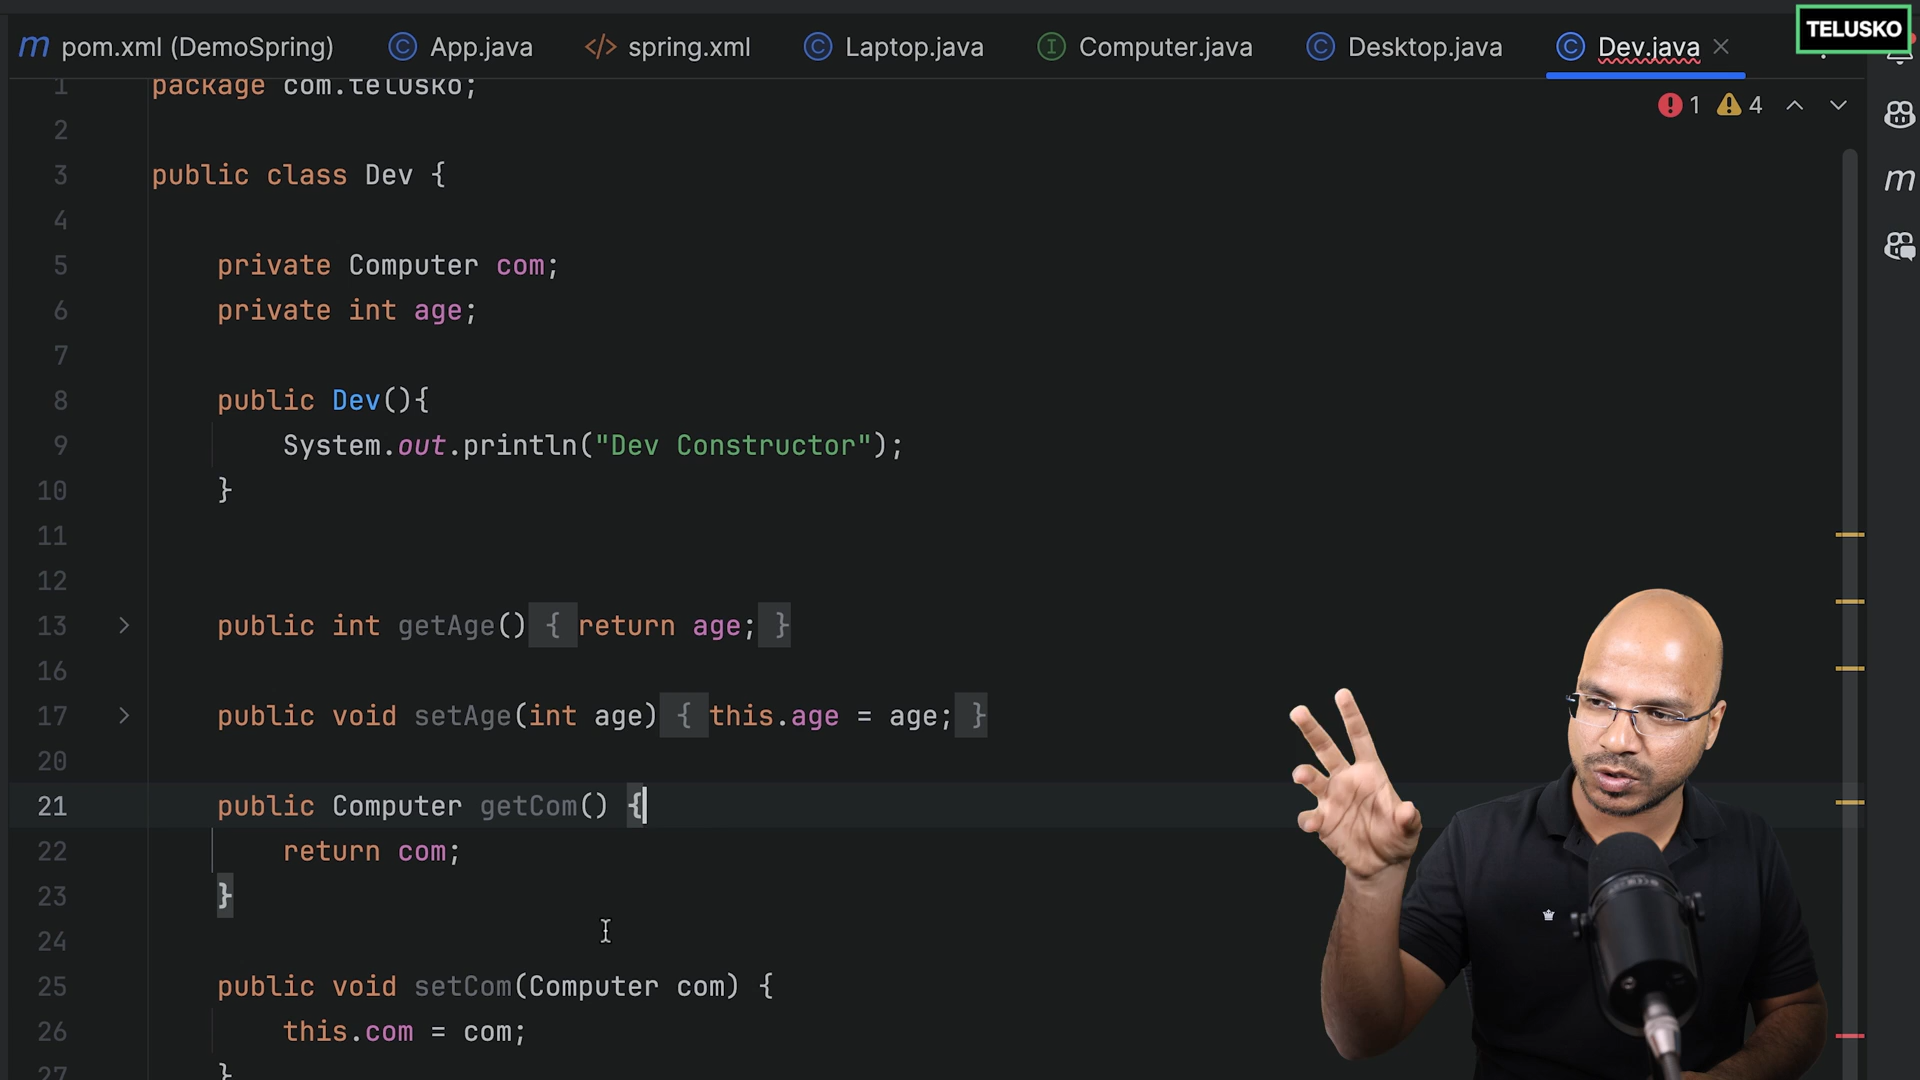 pom.xml (DemoSpring) App.java spring.xml Laptop.java Computer.java Desktop.java Dev.java TELUSKO
1 4
1 package com.telusko;
2
3 public class Dev {
4
5 private Computer com;
6 private int age;
7
8 public Dev(){
9 System.out.println("Dev Constructor");
10 }
11
12
13 public int getAge() { return age; }
16
17 public void setAge(int age) { this.age = age; }
20
21 public Computer getCom() {
22 return com;
23 }
24
25 public void setCom(Computer com) {
26 this.com = com;
27 }